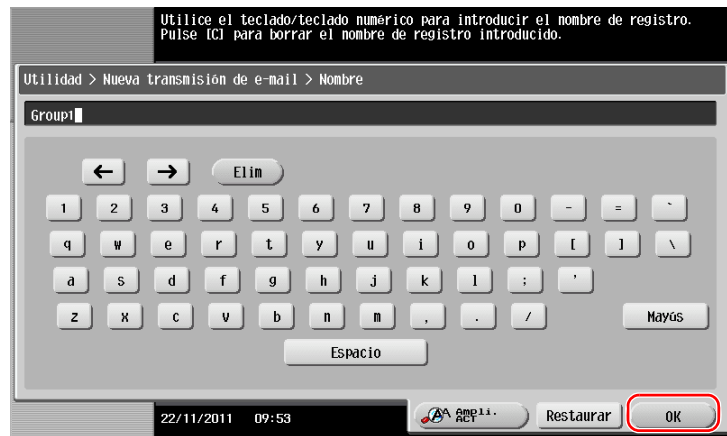 Utilice el teclado/teclado numérico para introducir el nombre de registro.
Pulse [C] para borrar el nombre de registro introducido.
Utilidad > Nueva transmisión de e-mail > Nombre
Group1
← → Elim
1 2 3 4 5 6 7 8 9 0 - = `
q w e r t y u i o p [ ] \
a s d f g h j k l ; '
z x c v b n m , . / Mayús
Espacio
22/11/2011 09:53 Ampli. ACT Restaurar OK